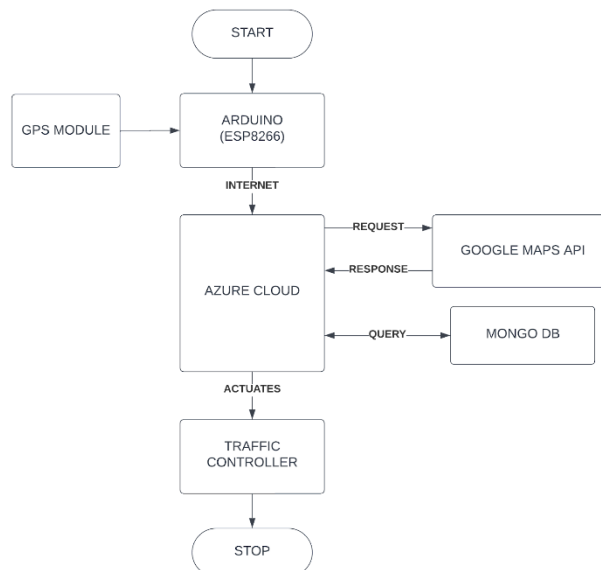 START
GPS MODULE
ARDUINO
(ESP8266)
INTERNET
REQUEST
GOOGLE MAPS API
RESPONSE
AZURE CLOUD
QUERY
MONGO DB
ACTUATES
TRAFFIC
CONTROLLER
STOP